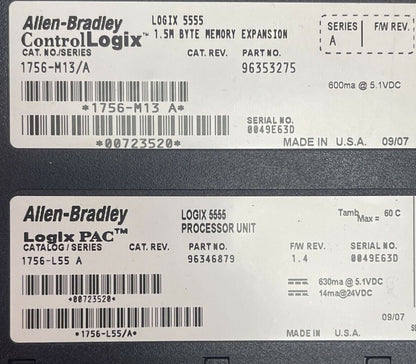 Allen-Bradley LOGIX 5555 SERIES F/W REV.
ControlLogix™ 1.5M BYTE MEMORY EXPANSION A
CAT. NO./SERIES CAT. REV. PART NO.
1756-M13/A 96353275
600ma @ 5.1VDC
*1756-M13 A*
SERIAL NO.
0049E63D
*00723520* MADE IN U.S.A. 09/07
Allen-Bradley LOGIX 5555 Tamb Max = 60 C
Logix PAC™ PROCESSOR UNIT
CATALOG / SERIES CAT. REV. PART NO. F/W REV. SERIAL NO.
1756-L55 A 96346879 1.4 0049E63D
630ma @ 5.1VDC
*00723520* 14ma@24VDC
09/07
*1756-L55/A* MADE IN U.S.A.